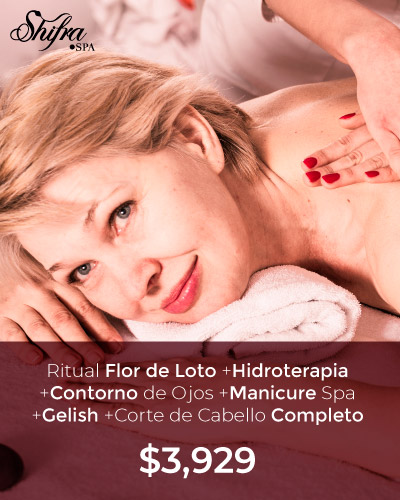 Shifra
SPA
Ritual Flor de Loto +Hidroterapia
+Contorno de Ojos +Manicure Spa
+Gelish +Corte de Cabello Completo
$3,929